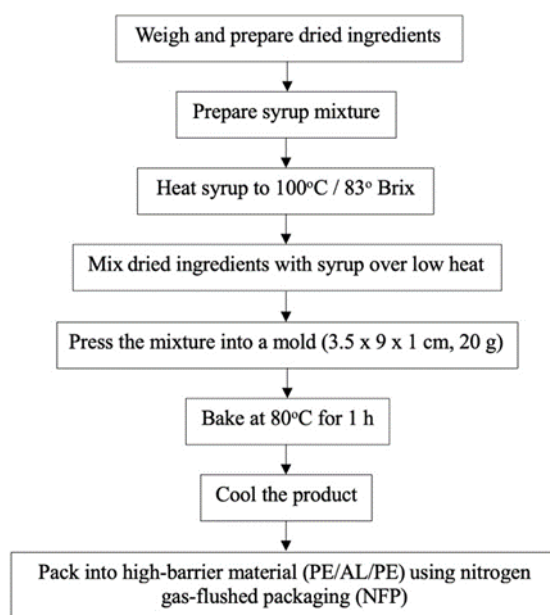 Weigh and prepare dried ingredients
Prepare syrup mixture
Heat syrup to 100°C / 83° Brix
Mix dried ingredients with syrup over low heat
Press the mixture into a mold (3.5 x 9 x 1 cm, 20 g)
Bake at 80°C for 1 h
Cool the product
Pack into high-barrier material (PE/AL/PE) using nitrogen
gas-flushed packaging (NFP)